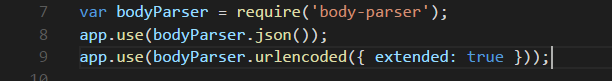 7 var bodyParser = require('body-parser');
8 app.use(bodyParser.json());
9 app.use(bodyParser.urlencoded({ extended: true }));